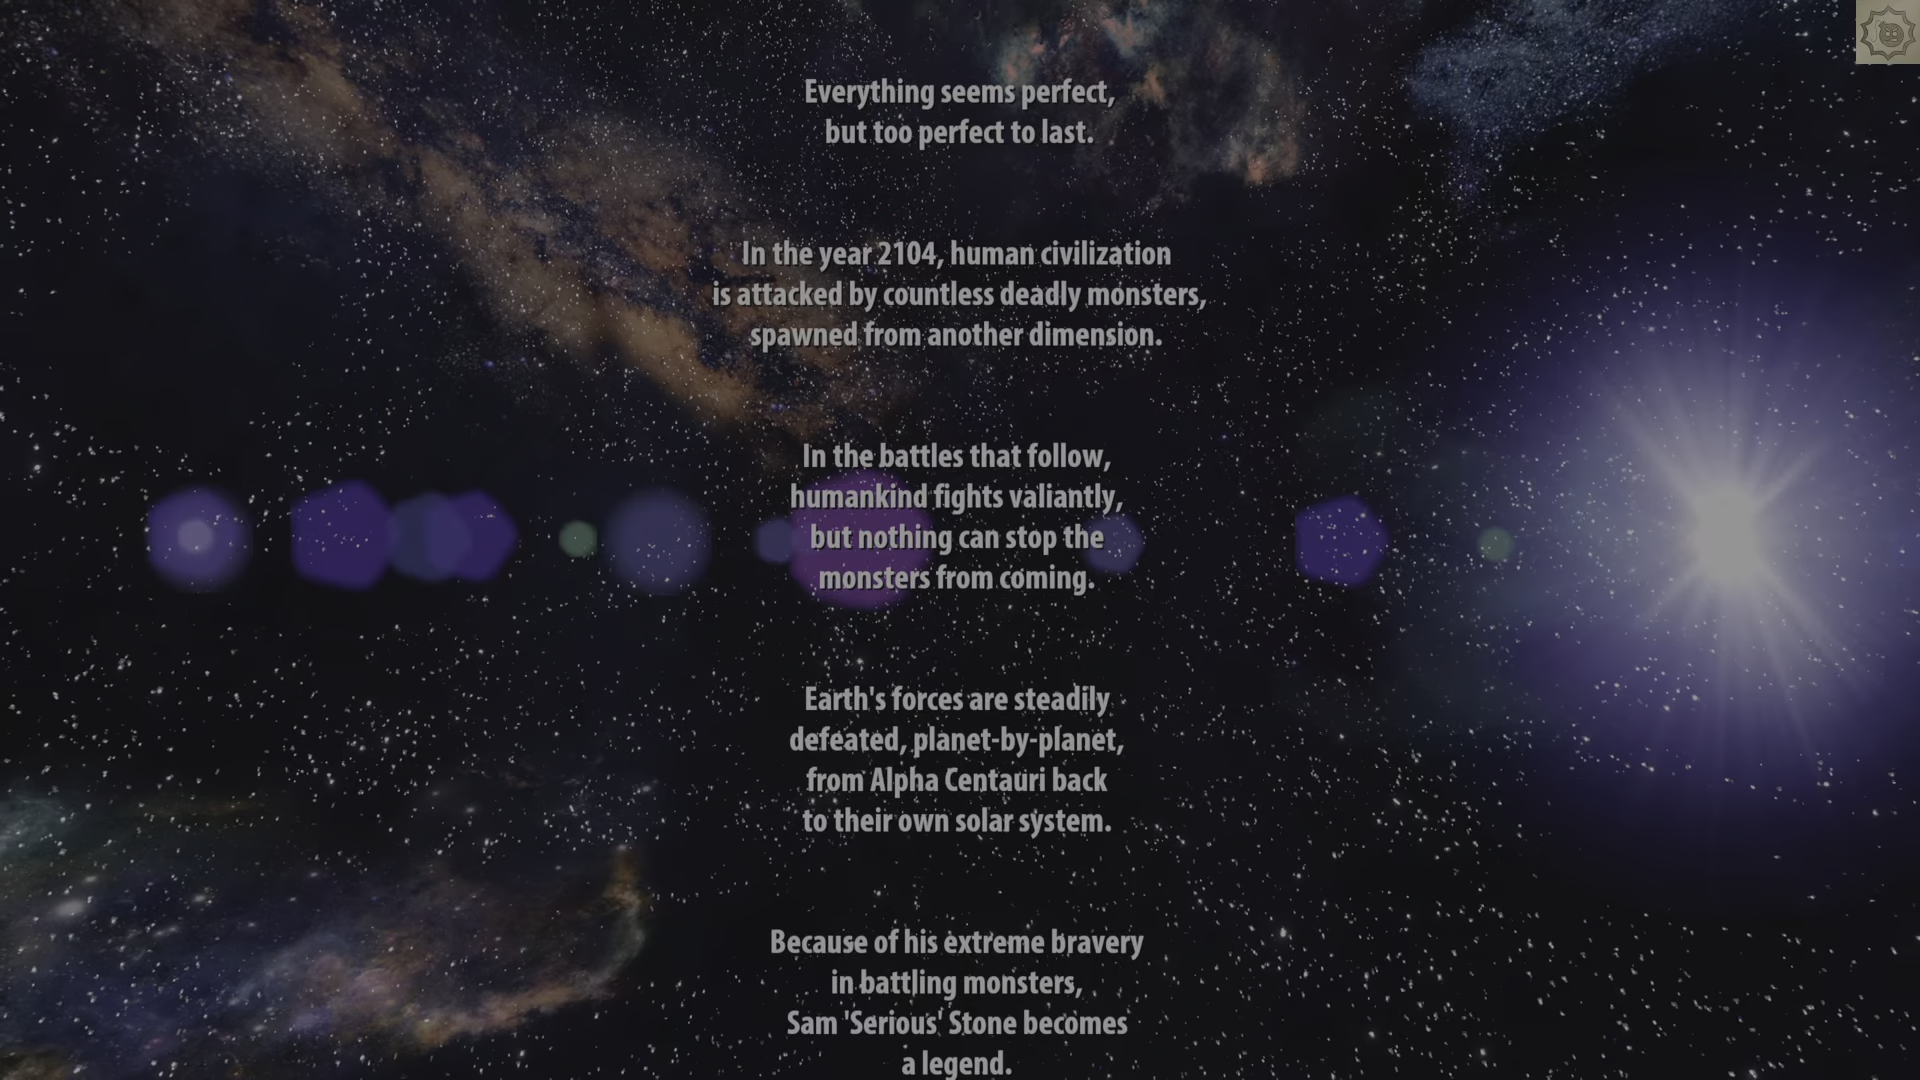 Everything seems perfect,
but too perfect to last.
In the year 2104, human civilization
is attacked by countless deadly monsters,
spawned from another dimension.
In the battles that follow,
humankind fights valiantly,
but nothing can stop the
monsters from coming.
Earth's forces are steadily
defeated, planet-by-planet,
from Alpha Centauri back
to their own solar system.
Because of his extreme bravery
in battling monsters,
Sam 'Serious' Stone becomes
a legend.